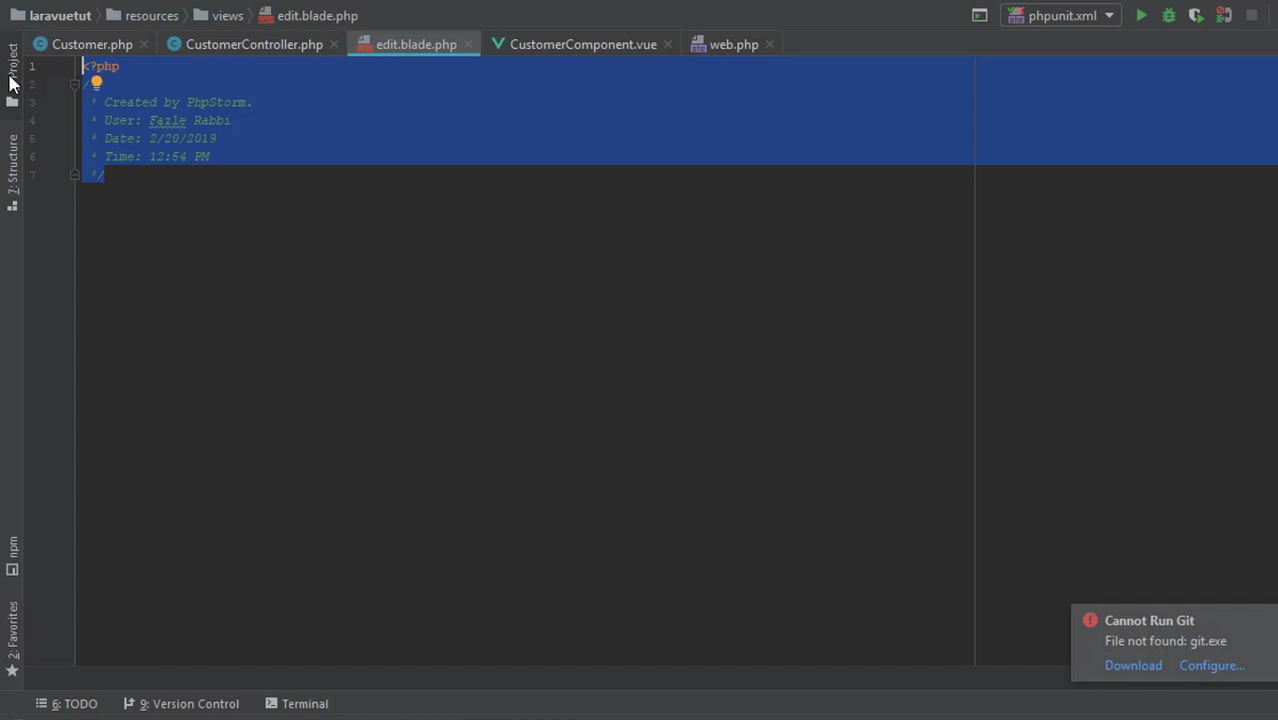 laravuetut resources views edit.blade.php phpunit.xml
Customer.php CustomerController.php edit.blade.php CustomerComponent.vue web.php
1 <?php
2 /
3 * Created by PhpStorm.
4 * User: Fazle Rabbi
5 * Date: 2/20/2019
6 * Time: 12:54 PM
7 */
Project
7: Structure
npm
2: Favorites
Cannot Run Git
File not found: git.exe
Download Configure...
6: TODO 9: Version Control Terminal